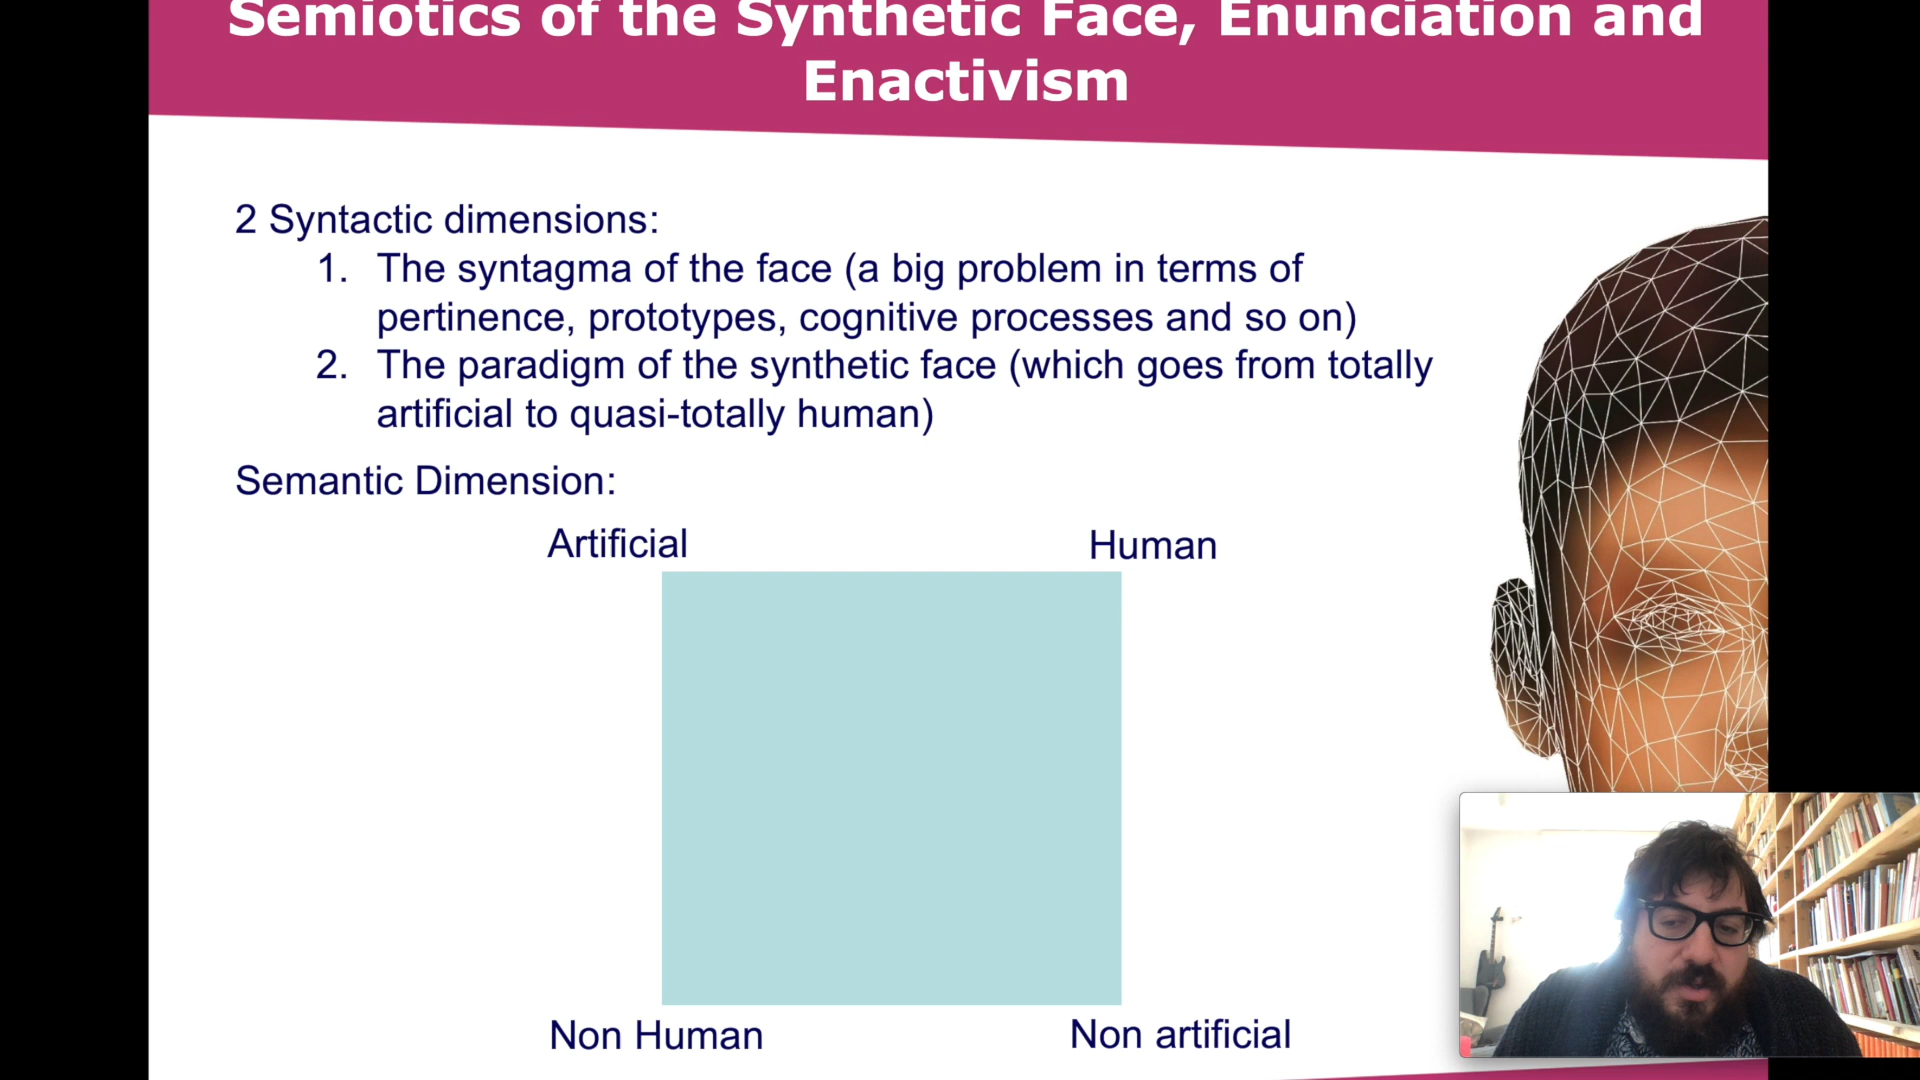 Semiotics of the Synthetic Face, Enunciation and
Enactivism
2 Syntactic dimensions:
1. The syntagma of the face (a big problem in terms of
pertinence, prototypes, cognitive processes and so on)
2. The paradigm of the synthetic face (which goes from totally
artificial to quasi-totally human)
Semantic Dimension:
Artificial
Human
Non Human
Non artificial